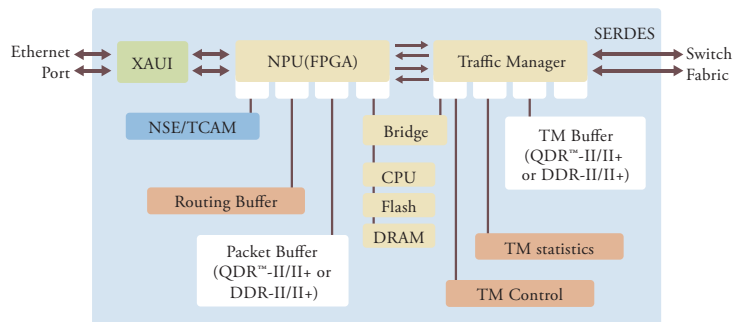 SERDES
Ethernet
Port
XAUI
NPU(FPGA)
Traffic Manager
Switch
Fabric
NSE/TCAM
Bridge
TM Buffer
(QDR™-II/II+
or DDR-II/II+)
CPU
Routing Buffer
Flash
DRAM
Packet Buffer
(QDR™-II/II+ or
DDR-II/II+)
TM statistics
TM Control